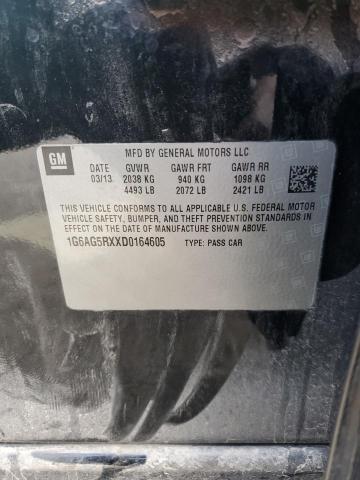 GM
MFD BY GENERAL MOTORS LLC
DATE GVWR GAWR FRT GAWR RR
03/13 2038 KG 940 KG 1098 KG
4493 LB 2072 LB 2421 LB
THIS VEHICLE CONFORMS TO ALL APPLICABLE U.S. FEDERAL MOTOR
VEHICLE SAFETY, BUMPER, AND THEFT PREVENTION STANDARDS
IN EFFECT ON THE DATE OF MANUFACTURE SHOWN ABOVE.
1G6AG5RXXD0164605 TYPE: PASS CAR